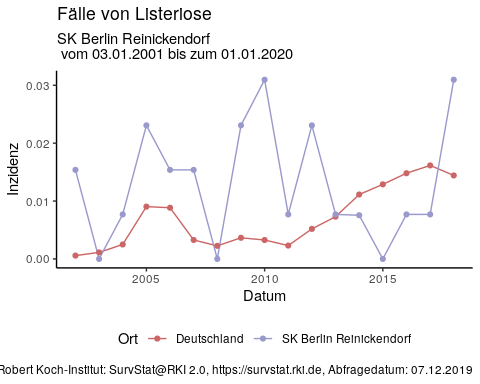 Fälle von Listeriose
SK Berlin Reinickendorf
vom 03.01.2001 bis zum 01.01.2020
Inzidenz
0.03
0.02
0.01
0.00
2005
2010
2015
Datum
Ort
Deutschland
SK Berlin Reinickendorf
Robert Koch-Institut: SurvStat@RKI 2.0, https://survstat.rki.de, Abfragedatum: 07.12.2019